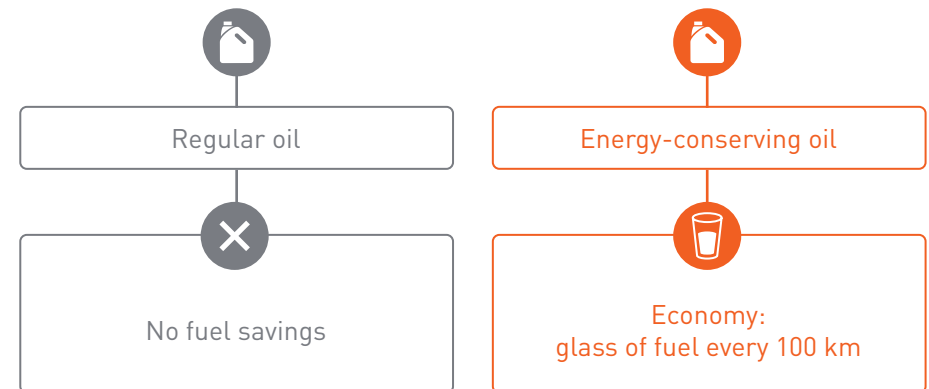 Regular oil
Energy-conserving oil
No fuel savings
Economy:
glass of fuel every 100 km